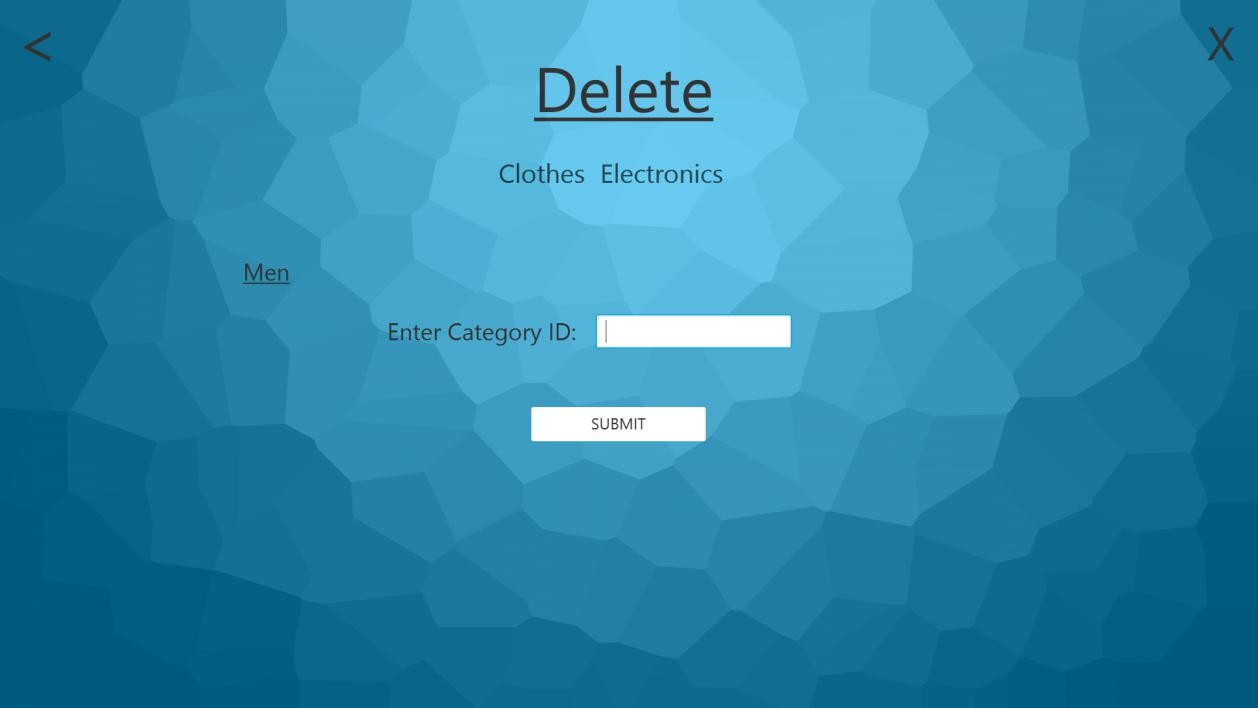 < X
Delete
Clothes Electronics
Men
Enter Category ID:
SUBMIT